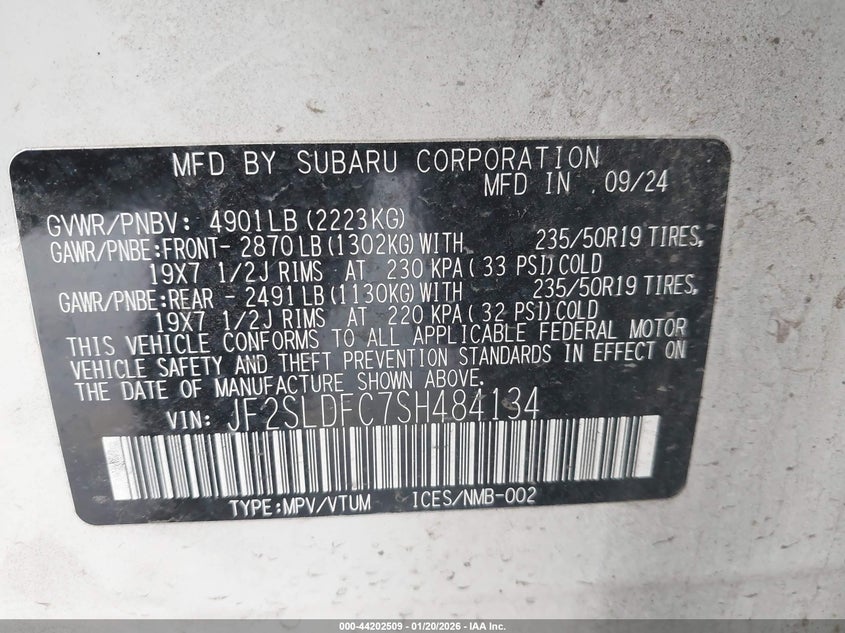 MFD BY SUBARU CORPORATION
MFD IN 09/24
GVWR/PNBV: 4901LB (2223KG)
GAWR/PNBE:FRONT- 2870LB (1302KG) WITH 235/50R19 TIRES,
19X7 1/2J RIMS AT 230 KPA ( 33 PSI) COLD
GAWR/PNBE:REAR - 2491LB (1130KG) WITH 235/50R19 TIRES,
19X7 1/2J RIMS AT 220 KPA ( 32 PSI) COLD
THIS VEHICLE CONFORMS TO ALL APPLICABLE FEDERAL MOTOR
VEHICLE SAFETY AND THEFT PREVENTION STANDARDS IN EFFECT ON
THE DATE OF MANUFACTURE SHOWN ABOVE.
VIN: JF2SLDFC7SH484134
TYPE:MPV/VTUM ICES/NMB-002
000-44202509 - 01/20/2026 - IAA Inc.